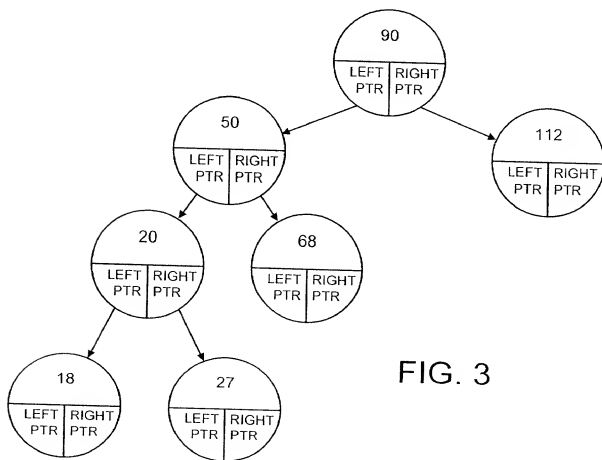 90
LEFT RIGHT
PTR PTR
50
LEFT RIGHT
PTR PTR
112
LEFT RIGHT
PTR PTR
20
LEFT RIGHT
PTR PTR
68
LEFT RIGHT
PTR PTR
18
LEFT RIGHT
PTR PTR
27
LEFT RIGHT
PTR PTR
FIG. 3